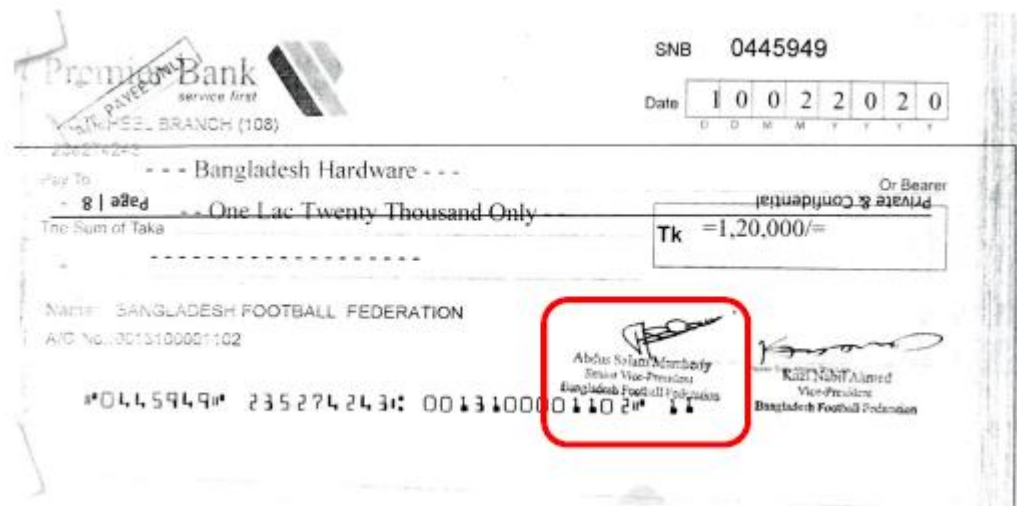 Premier Bank
service first
PAYEE ONLY
BRANCH (108)
SNB 0445949
Date 1 0 0 2 2 0 2 0
D D M M Y Y Y Y
Pay To - - - Bangladesh Hardware - - -
Or Bearer
Private & Confidential
Page | 8
The Sum of Taka - - One Lac Twenty Thousand Only - -
Tk =1,20,000/=
Name: BANGLADESH FOOTBALL FEDERATION
A/C No. 0013100001102
Abdus Salam Murshedy
Senior Vice-President
Bangladesh Football Federation
Kazi Nabil Ahmed
Vice-President
Bangladesh Football Federation
⑈0445949⑈ 235274243⑆ 0013100001102⑈ 11